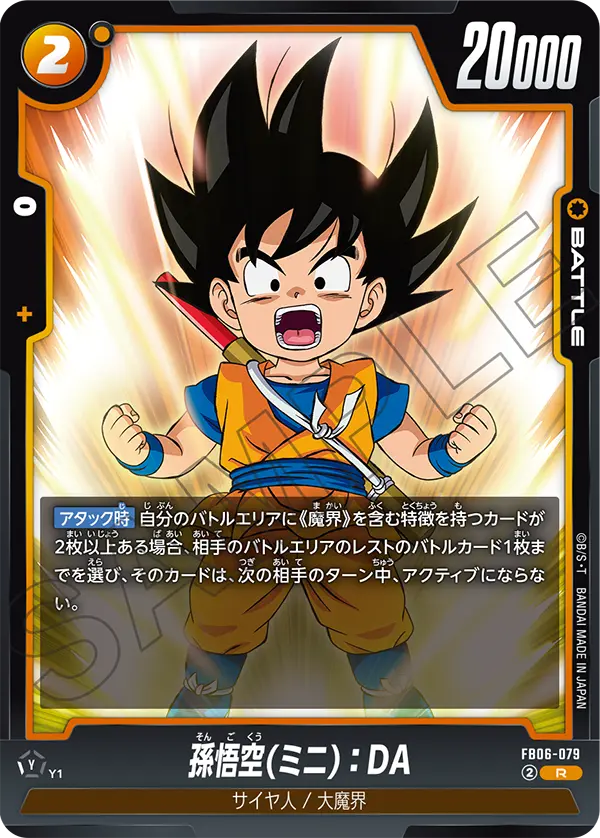 2
20000
0
+
BATTLE
SAMPLE
アタック時 自分のバトルエリアに《魔界》を含む特徴を持つカードが
2枚以上ある場合、相手のバトルエリアのレストのバトルカード1枚ま
でを選び、そのカードは、次の相手のターン中、アクティブにならな
い。
©B/S・T BANDAI MADE IN JAPAN
FB06-079
Y Y1
そんごくう
孫悟空(ミニ):DA
2 R
サイヤ人 / 大魔界